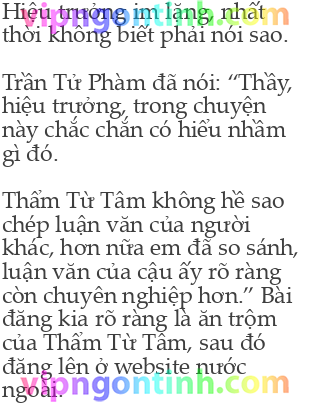 Hiệu trưởng im lặng, nhất
vipngontinh.com
thời không biết phải nói sao.
Trần Tử Phàm đã nói: “Thầy,
hiệu trưởng, trong chuyện
này chắc chắn có hiểu nhầm
gì đó.
Thẩm Từ Tâm không hề sao
chép luận văn của người
khác, hơn nữa em đã so sánh,
luận văn của cậu ấy rõ ràng
còn chuyên nghiệp hơn.” Bài
đăng kia rõ ràng là ăn trộm
của Thẩm Từ Tâm, sau đó
đăng lên ở website nước
vipngontinh.com
ngoài.